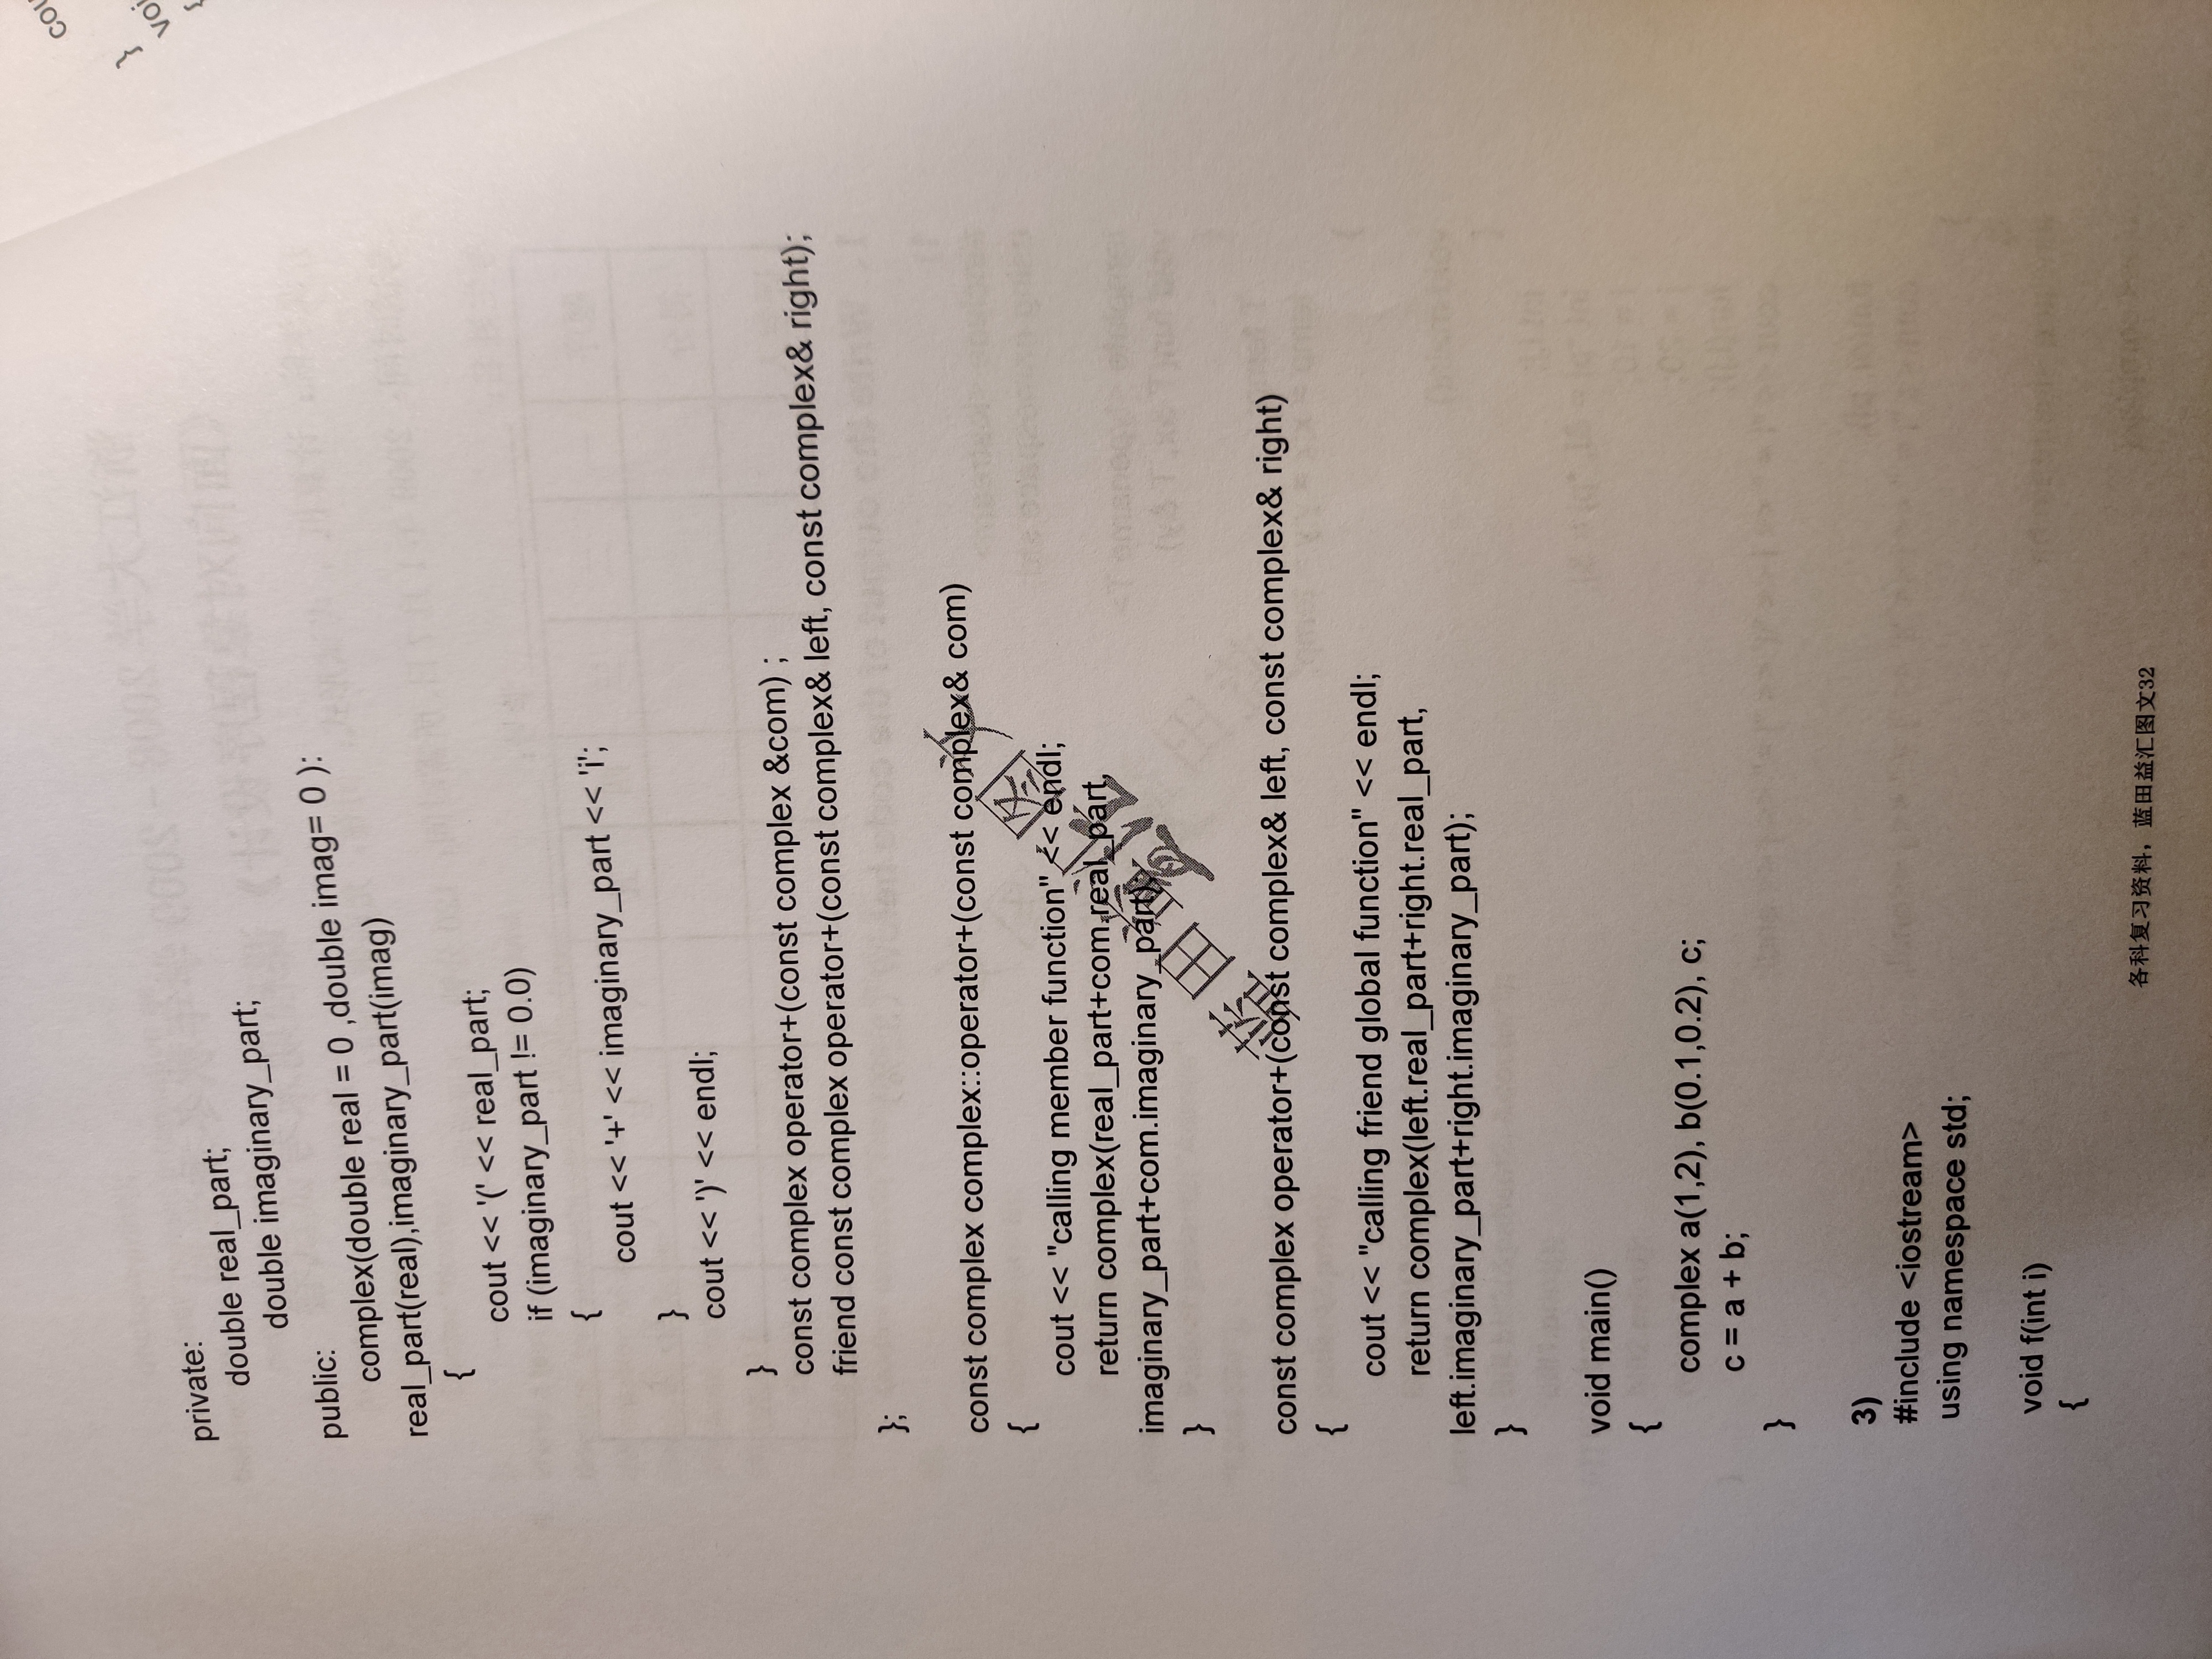 private:
double real_part;
double imaginary_part;
public:
complex(double real = 0 ,double imag= 0 ):
real_part(real),imaginary_part(imag)
{
cout << '(' << real_part;
if (imaginary_part != 0.0)
{
cout << '+' << imaginary_part << 'i';
}
cout << ')' << endl;
}
const complex operator+(const complex &com) ;
friend const complex operator+(const complex& left, const complex& right);
};
const complex complex::operator+(const complex& com)
{
cout << "calling member function" << endl;
return complex(real_part+com.real_part,
imaginary_part+com.imaginary_part);
}
const complex operator+(const complex& left, const complex& right)
{
cout << "calling friend global function" << endl;
return complex(left.real_part+right.real_part,
left.imaginary_part+right.imaginary_part);
}
void main()
{
complex a(1,2), b(0.1,0.2), c;
c = a + b;
}
3)
#include <iostream>
using namespace std;
void f(int i)
{
各科复习资料，蓝田益汇图文32
蓝田益汇图文
益汇
cou
}
voi
{